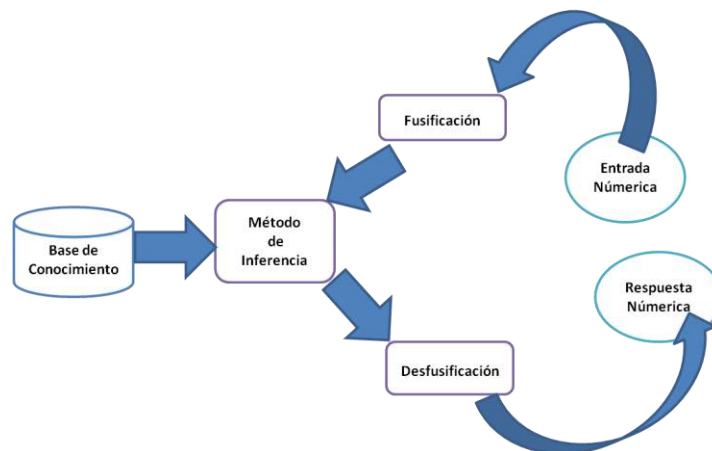 Fusificación
Entrada
Númerica
Método
de
Inferencia
Base de
Conocimiento
Respuesta
Númerica
Desfusificación